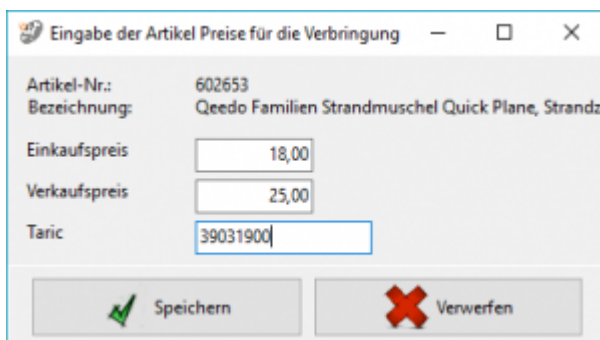 Eingabe der Artikel Preise für die Verbringung
Artikel-Nr.: 602653
Bezeichnung: Qeedo Familien Strandmuschel Quick Plane, Strandz
Einkaufspreis 18,00
Verkaufspreis 25,00
Taric 39031900
Speichern Verwerfen